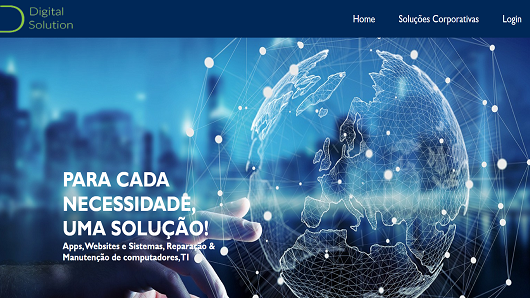 Digital
Solution
Home
Soluções Corporativas
Login
PARA CADA
NECESSIDADE,
UMA SOLUÇÃO!
Apps, Websites e Sistemas, Reparação &
Manutenção de computadores, TI